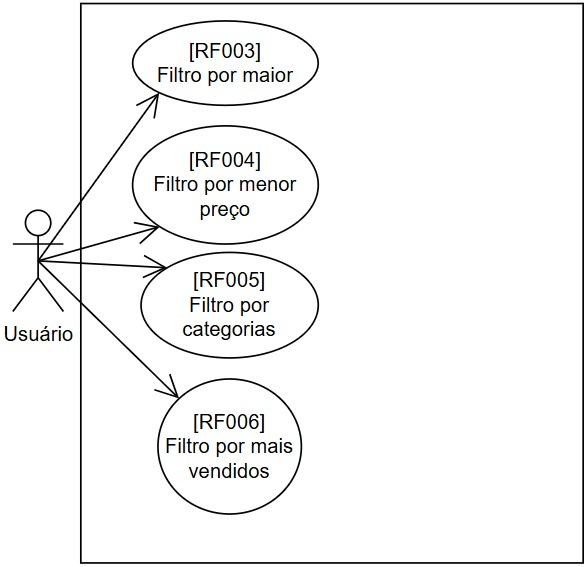 [RF003]
Filtro por maior
[RF004]
Filtro por menor
preço
[RF005]
Filtro por
categorias
Usuário
[RF006]
Filtro por mais
vendidos